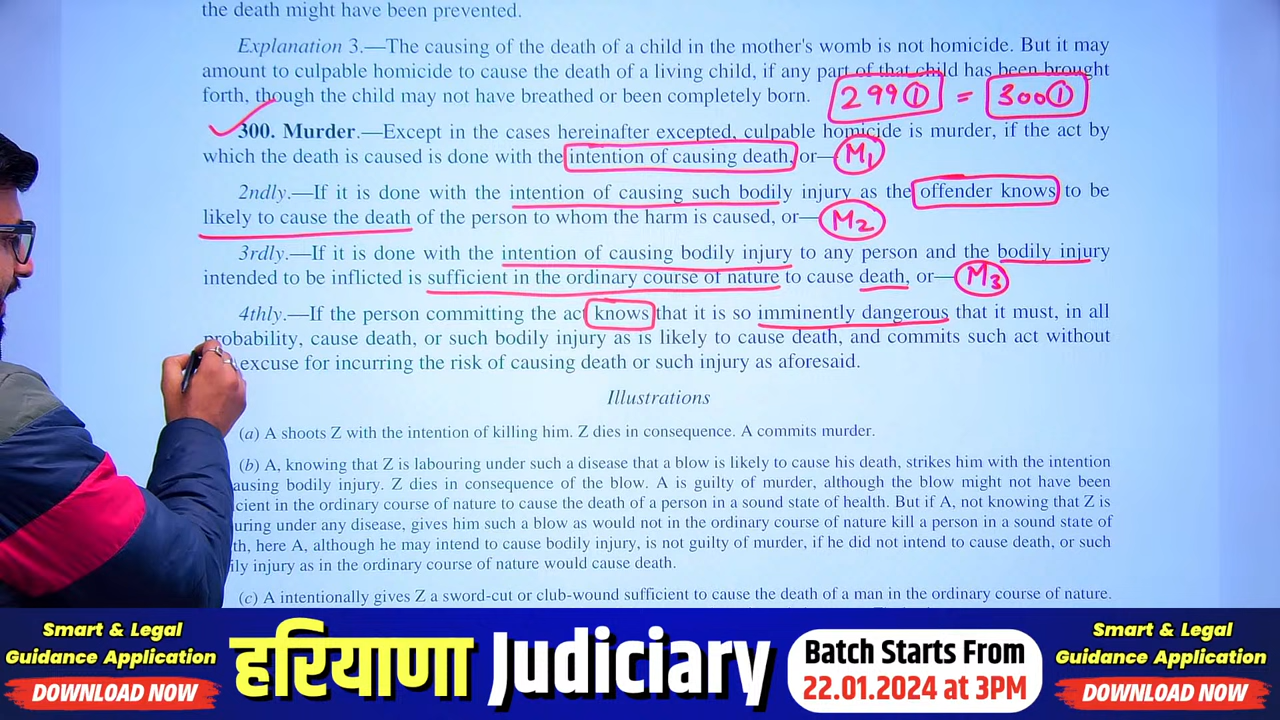 the death might have been prevented.
Explanation 3.—The causing of the death of a child in the mother's womb is not homicide. But it may
amount to culpable homicide to cause the death of a living child, if any part of that child has been brought
forth, though the child may not have breathed or been completely born.
299 ① = 300 ①
300. Murder.—Except in the cases hereinafter excepted, culpable homicide is murder, if the act by
which the death is caused is done with the intention of causing death, or— M1
2ndly.—If it is done with the intention of causing such bodily injury as the offender knows to be
likely to cause the death of the person to whom the harm is caused, or— M2
3rdly.—If it is done with the intention of causing bodily injury to any person and the bodily injury
intended to be inflicted is sufficient in the ordinary course of nature to cause death, or— M3
4thly.—If the person committing the act knows that it is so imminently dangerous that it must, in all
probability, cause death, or such bodily injury as is likely to cause death, and commits such act without
excuse for incurring the risk of causing death or such injury as aforesaid.
Illustrations
(a) A shoots Z with the intention of killing him. Z dies in consequence. A commits murder.
(b) A, knowing that Z is labouring under such a disease that a blow is likely to cause his death, strikes him with the intention
ausing bodily injury. Z dies in consequence of the blow. A is guilty of murder, although the blow might not have been
cient in the ordinary course of nature to cause the death of a person in a sound state of health. But if A, not knowing that Z is
uring under any disease, gives him such a blow as would not in the ordinary course of nature kill a person in a sound state of
th, here A, although he may intend to cause bodily injury, is not guilty of murder, if he did not intend to cause death, or such
ily injury as in the ordinary course of nature would cause death.
(c) A intentionally gives Z a sword-cut or club-wound sufficient to cause the death of a man in the ordinary course of nature.
Smart & Legal
Guidance Application
DOWNLOAD NOW
हरियाणा Judiciary
Batch Starts From
22.01.2024 at 3PM
Smart & Legal
Guidance Application
DOWNLOAD NOW